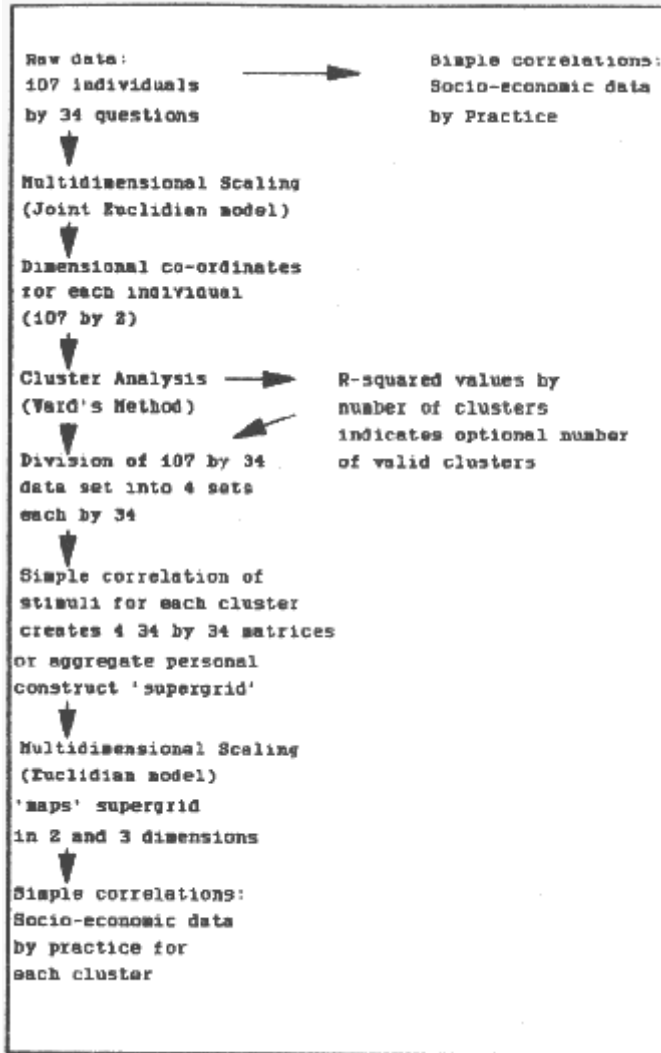 Raw data:
107 individuals
by 34 questions
Simple correlations:
Socio-economic data
by Practice
Multidimensional Scaling
(Joint Euclidian model)
Dimensional co-ordinates
for each individual
(107 by 2)
Cluster Analysis
(Ward's Method)
R-squared values by
number of clusters
indicates optional number
of valid clusters
Division of 107 by 34
data set into 4 sets
each by 34
Simple correlation of
stimuli for each cluster
creates 4 34 by 34 matrices
or aggregate personal
construct 'supergrid'
Multidimensional Scaling
(Euclidian model)
'maps' supergrid
in 2 and 3 dimensions
Simple correlations:
Socio-economic data
by practice for
each cluster